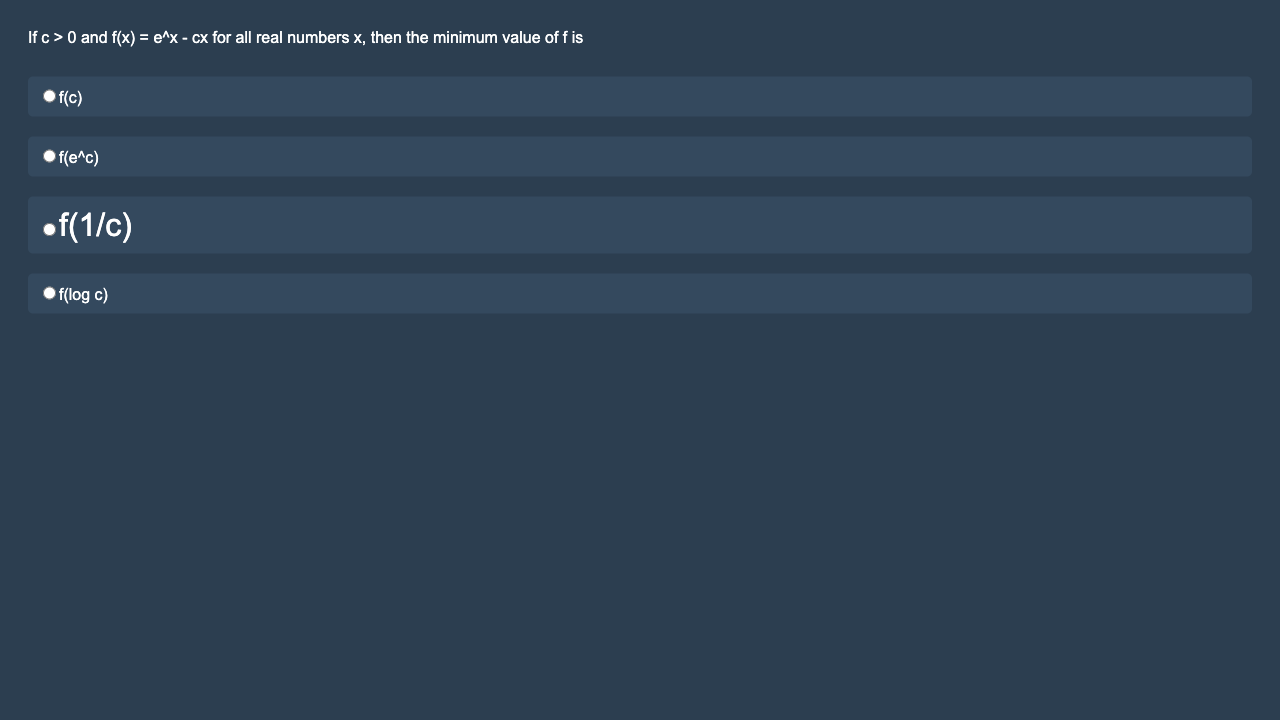 If c > 0 and f(x) = e^x - cx for all real numbers x, then the minimum value of f is
f(c)
f(e^c)
f(1/c)
f(log c)